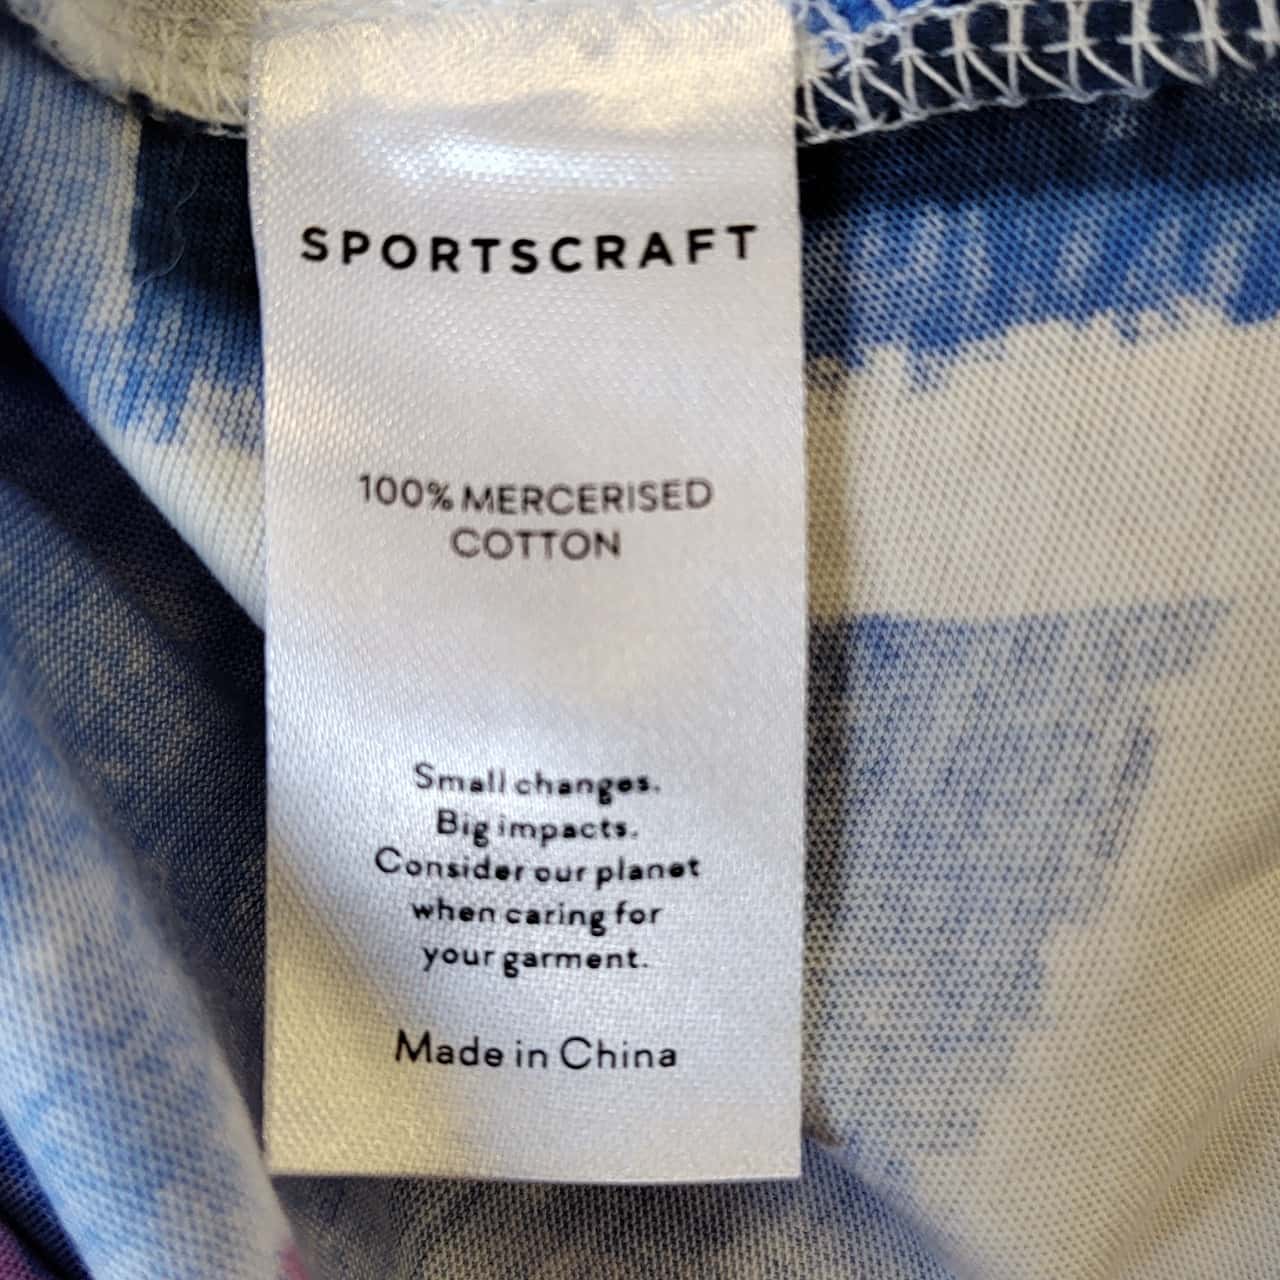 SPORTSCRAFT
100% MERCERISED
COTTON
Small changes.
Big impacts.
Consider our planet
when caring for
your garment.
Made in China